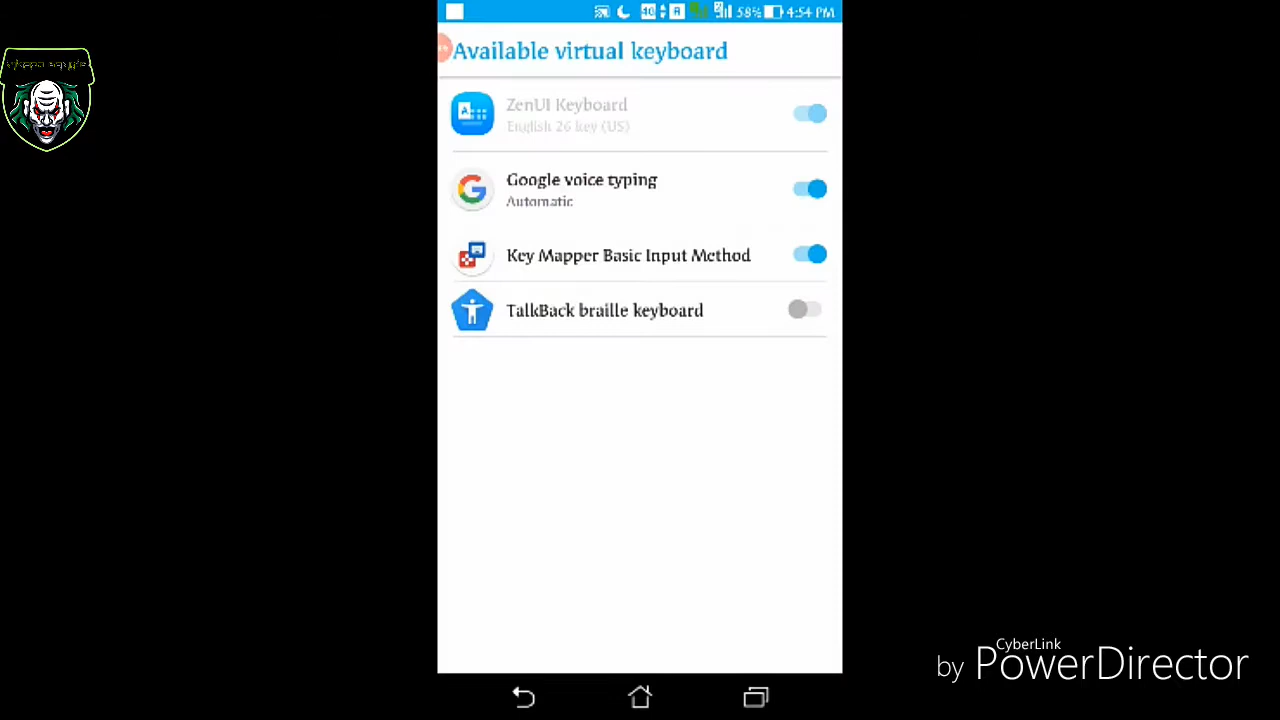 4G R 58% 4:54 PM
Available virtual keyboard
ZenUI Keyboard
English 26 key (US)
Google voice typing
Automatic
Key Mapper Basic Input Method
TalkBack braille keyboard
CyberLink
by PowerDirector